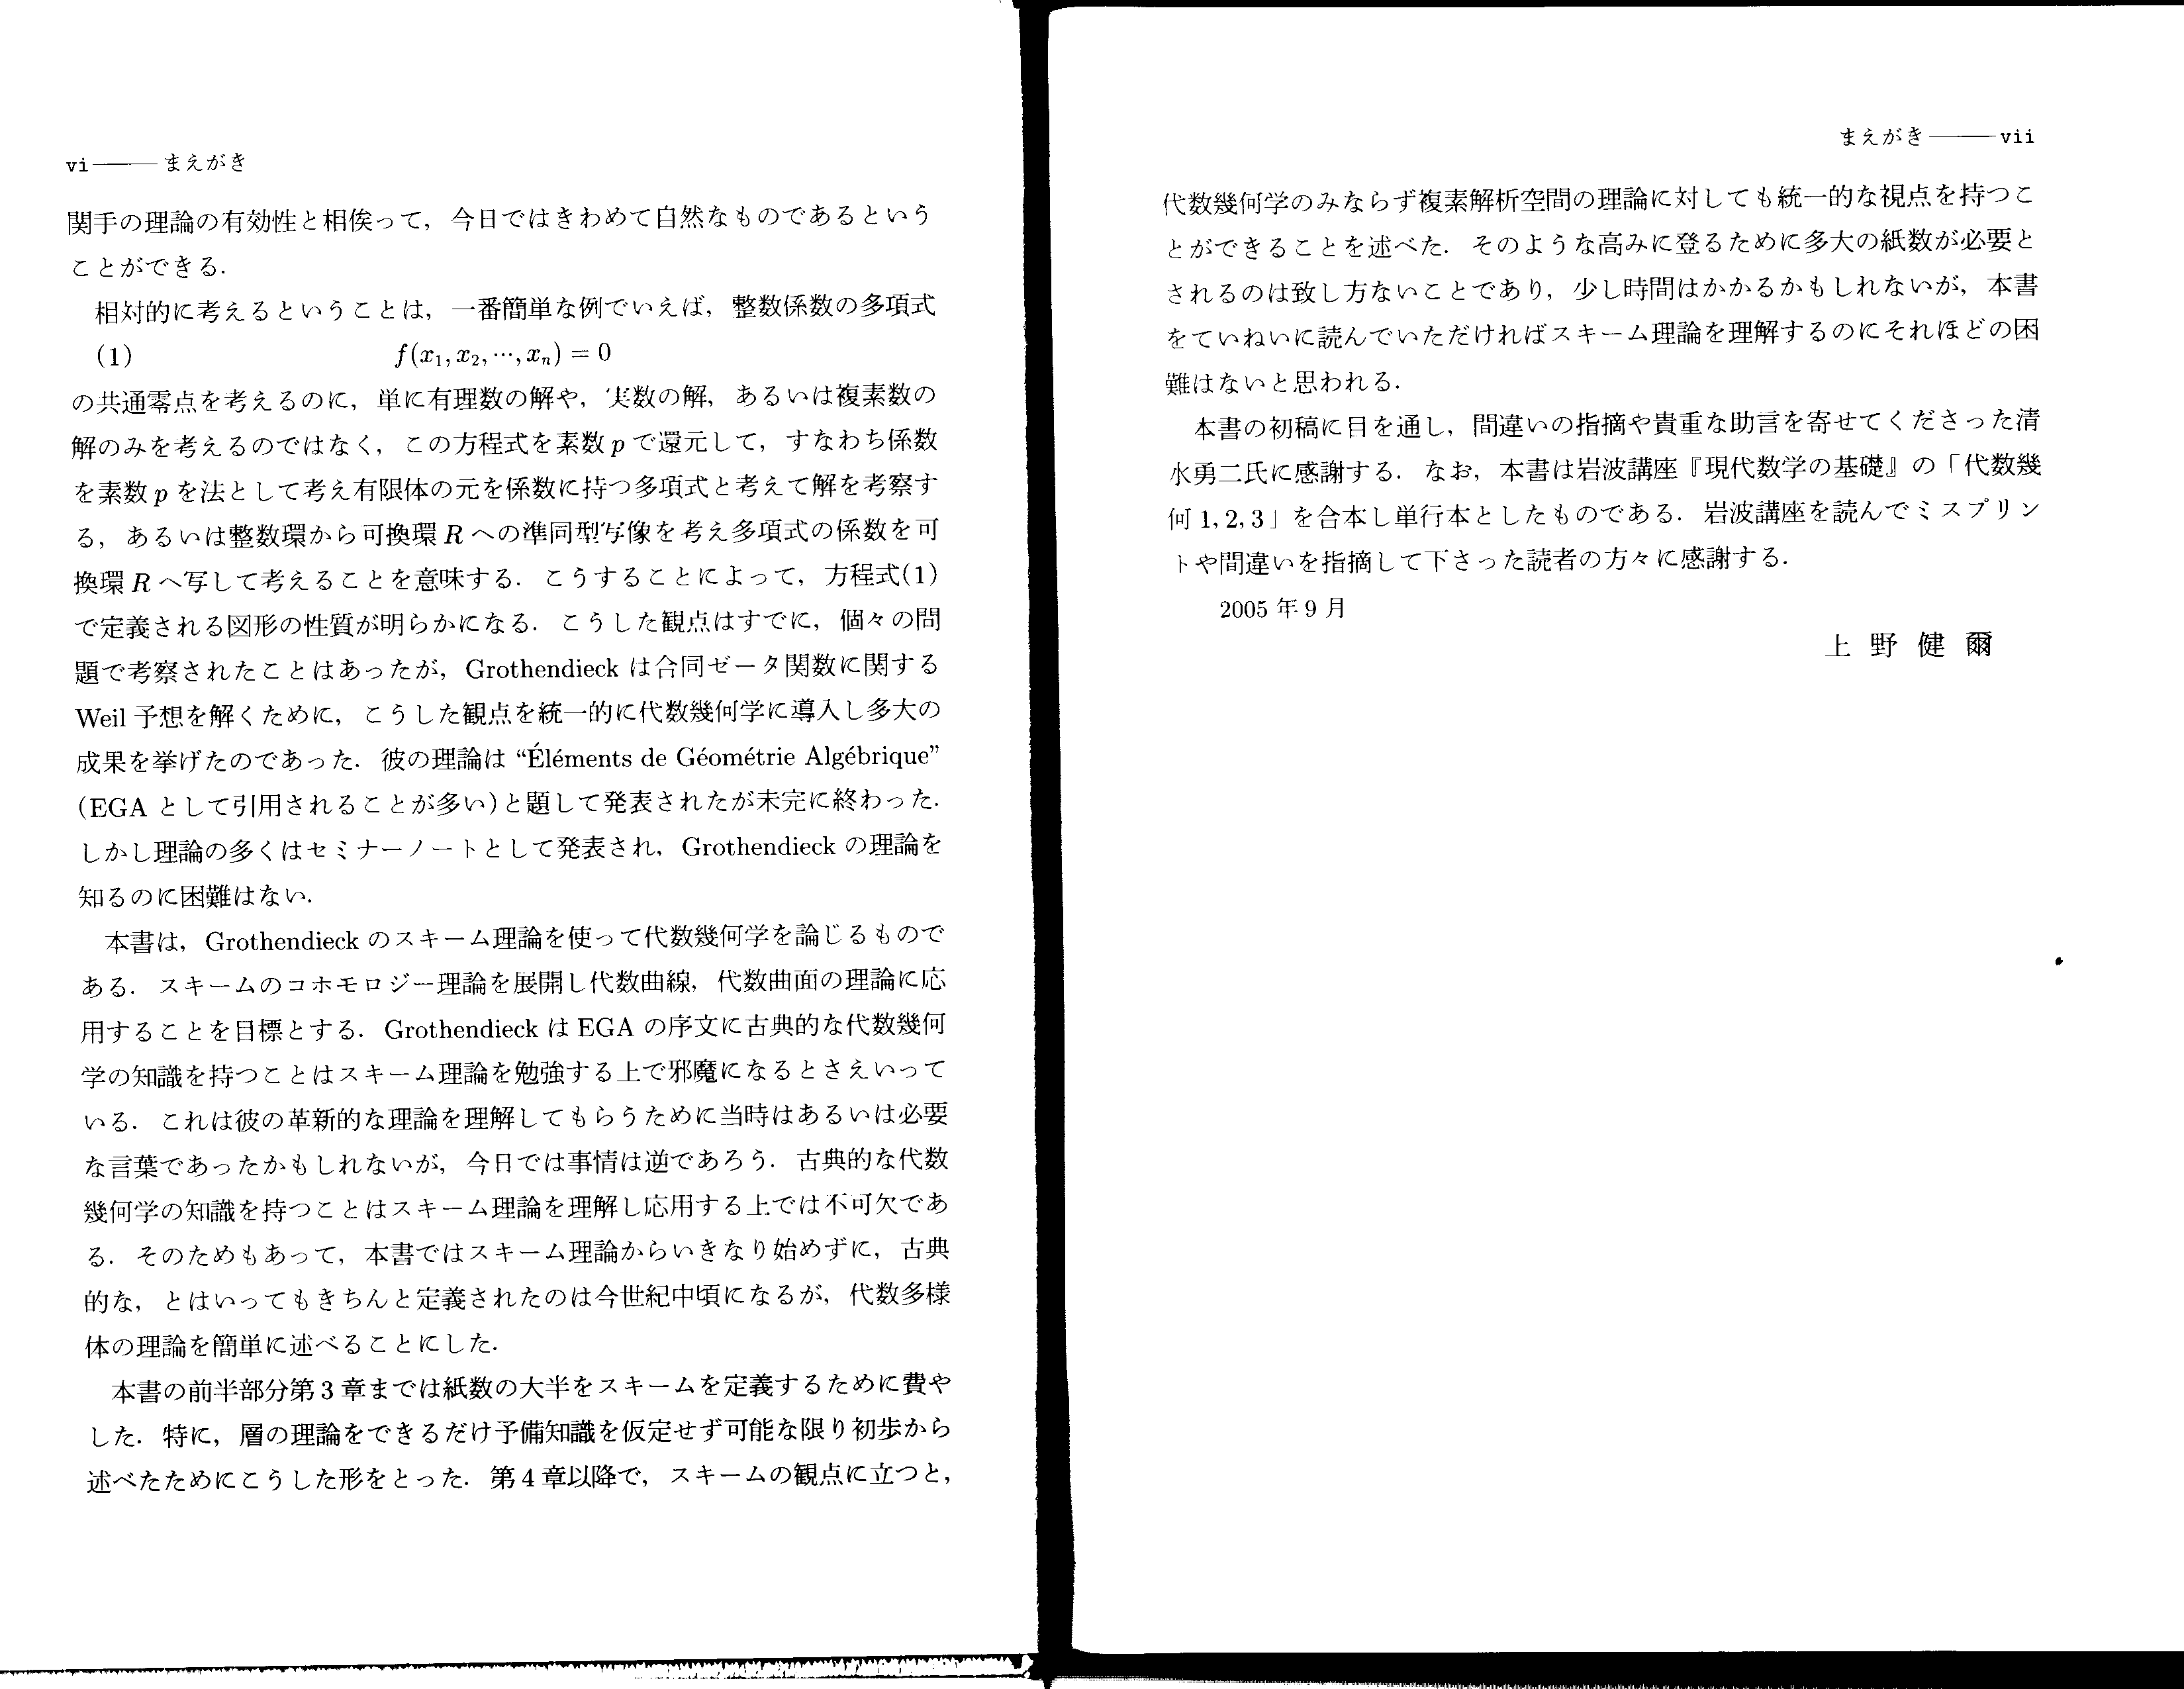 vi——まえがき
関手の理論の有効性と相俟って，今日ではきわめて自然なものであるという
ことができる．
相対的に考えるということは，一番簡単な例でいえば，整数係数の多項式
(1) f(x₁, x₂, ⋯, xₙ) = 0
の共通零点を考えるのに，単に有理数の解や，実数の解，あるいは複素数の
解のみを考えるのではなく，この方程式を素数 p で還元して，すなわち係数
を素数 p を法として考え有限体の元を係数に持つ多項式と考えて解を考察す
る，あるいは整数環から可換環 R への準同型写像を考え多項式の係数を可
換環 R へ写して考えることを意味する．こうすることによって，方程式(1)
で定義される図形の性質が明らかになる．こうした観点はすでに，個々の問
題で考察されたことはあったが，Grothendieck は合同ゼータ関数に関する
Weil 予想を解くために，こうした観点を統一的に代数幾何学に導入し多大の
成果を挙げたのであった．彼の理論は “Éléments de Géométrie Algébrique”
(EGA として引用されることが多い)と題して発表されたが未完に終わった．
しかし理論の多くはセミナーノートとして発表され，Grothendieck の理論を
知るのに困難はない．
本書は，Grothendieck のスキーム理論を使って代数幾何学を論じるもので
ある．スキームのコホモロジー理論を展開し代数曲線，代数曲面の理論に応
用することを目標とする．Grothendieck は EGA の序文に古典的な代数幾何
学の知識を持つことはスキーム理論を勉強する上で邪魔になるとさえいって
いる．これは彼の革新的な理論を理解してもらうために当時はあるいは必要
な言葉であったかもしれないが，今日では事情は逆であろう．古典的な代数
幾何学の知識を持つことはスキーム理論を理解し応用する上では不可欠であ
る．そのためもあって，本書ではスキーム理論からいきなり始めずに，古典
的な，とはいってもきちんと定義されたのは今世紀中頃になるが，代数多様
体の理論を簡単に述べることにした．
本書の前半部分第 3 章までは紙数の大半をスキームを定義するために費や
した．特に，層の理論をできるだけ予備知識を仮定せず可能な限り初歩から
述べたためにこうした形をとった．第 4 章以降で，スキームの観点に立つと，
まえがき——vii
代数幾何学のみならず複素解析空間の理論に対しても統一的な視点を持つこ
とができることを述べた．そのような高みに登るために多大の紙数が必要と
されるのは致し方ないことであり，少し時間はかかるかもしれないが，本書
をていねいに読んでいただければスキーム理論を理解するのにそれほどの困
難はないと思われる．
本書の初稿に目を通し，間違いの指摘や貴重な助言を寄せてくださった清
水勇二氏に感謝する．なお，本書は岩波講座『現代数学の基礎』の「代数幾
何 1, 2, 3」を合本し単行本としたものである．岩波講座を読んでミスプリン
トや間違いを指摘して下さった読者の方々に感謝する．
2005 年 9 月
上野健爾